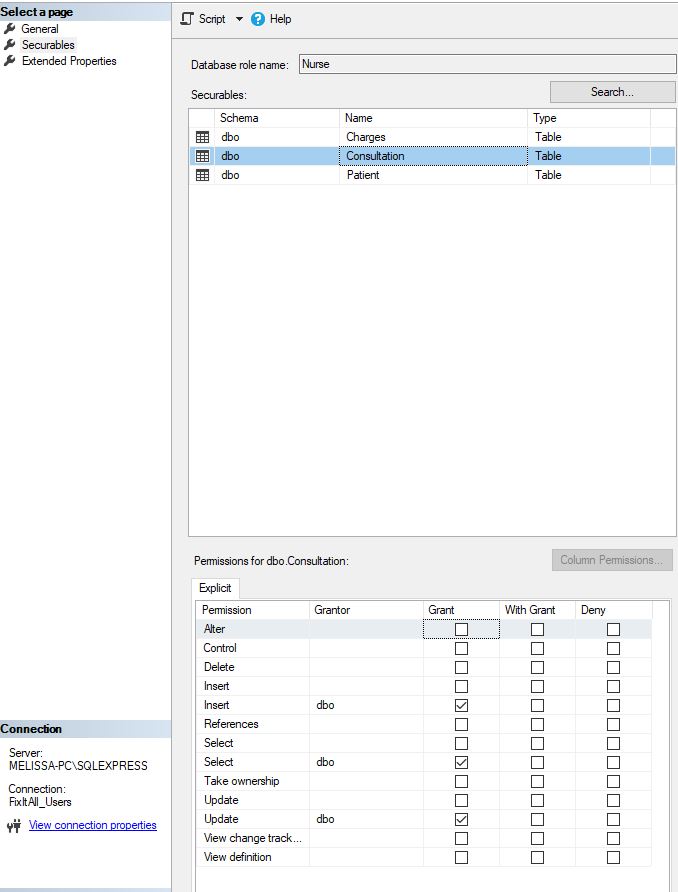 Select a page
General
Securables
Extended Properties
Script Help
Database role name: Nurse
Securables: Search...
Schema Name Type
dbo Charges Table
dbo Consultation Table
dbo Patient Table
Permissions for dbo.Consultation: Column Permissions...
Explicit
Permission Grantor Grant With Grant Deny
Alter
Control
Delete
Insert
Insert dbo
References
Select
Select dbo
Take ownership
Update
Update dbo
View change track...
View definition
Connection
Server:
MELISSA-PC\SQLEXPRESS
Connection:
FixItAll_Users
View connection properties